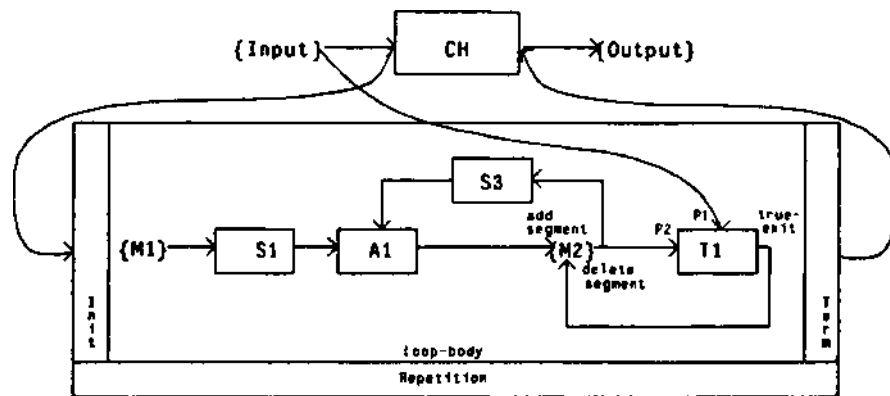 {Input}
CH
{Output}
S3
add
segment
P1
true-
exit
P2
{M1}
S1
A1
{M2}
T1
delete
segment
Init
Term
loop-body
Repetition